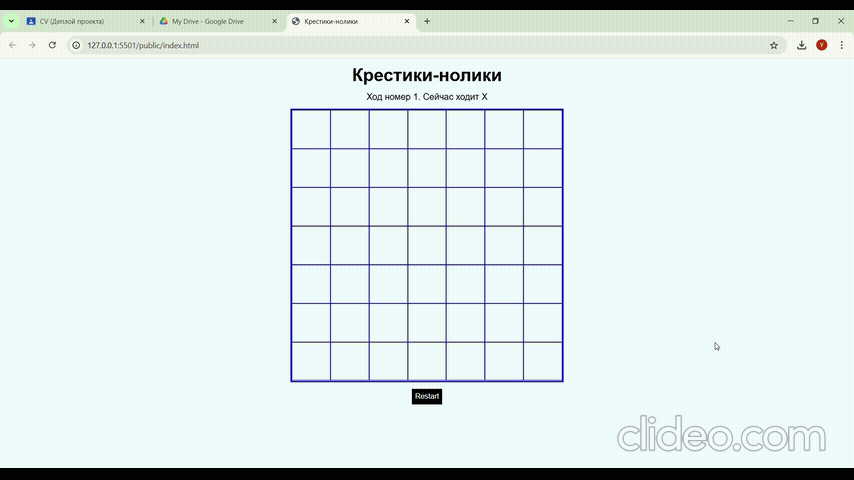 CV (Деплой проекта)
My Drive - Google Drive
Крестики-нолики
127.0.0.1:5501/public/index.html
Крестики-нолики
Ход номер 1. Сейчас ходит X
Restart
clideo.com